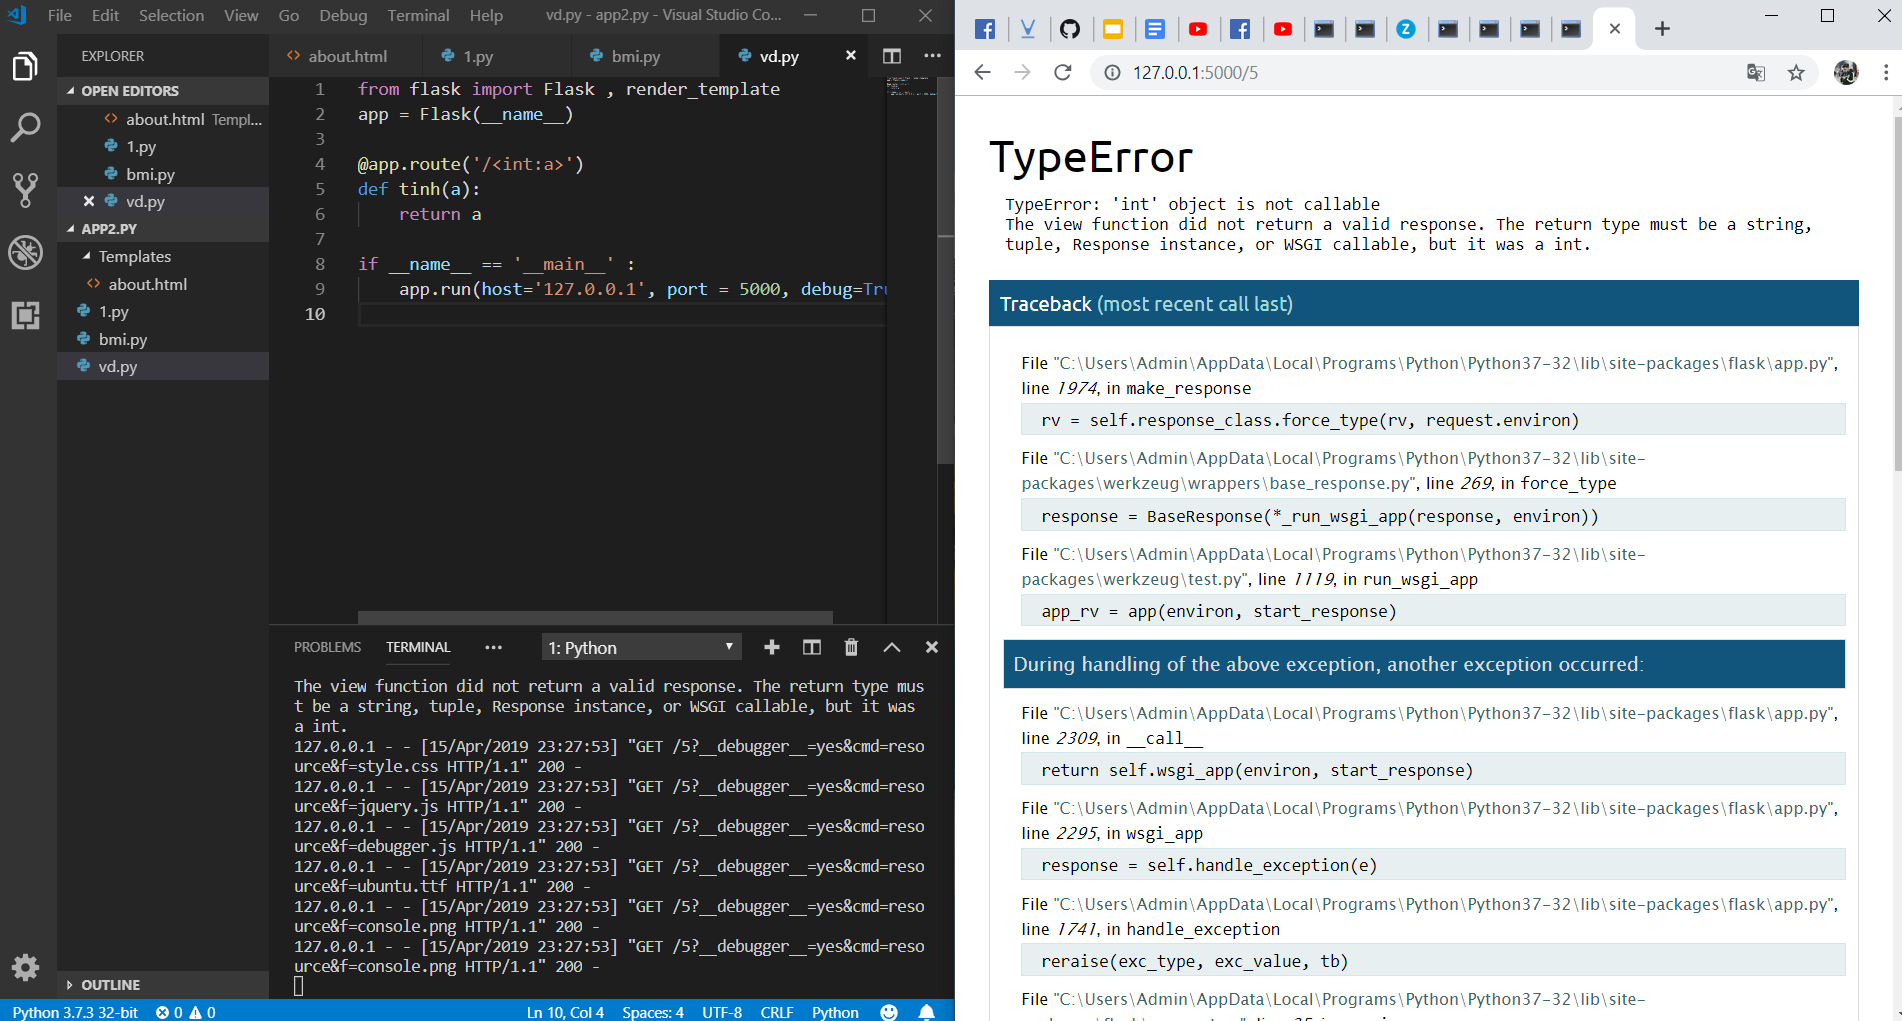 File Edit Selection View Go Debug Terminal Help vd.py - app2.py - Visual Studio Co...
EXPLORER
OPEN EDITORS
about.html Templ...
1.py
bmi.py
vd.py
APP2.PY
Templates
about.html
1.py
bmi.py
vd.py
OUTLINE
about.html 1.py bmi.py vd.py
1 from flask import Flask , render_template
2 app = Flask(__name__)
3
4 @app.route('/<int:a>')
5 def tinh(a):
6 return a
7
8 if __name__ == '__main__' :
9 app.run(host='127.0.0.1', port = 5000, debug=Tru
10
PROBLEMS TERMINAL ... 1: Python
The view function did not return a valid response. The return type mus
t be a string, tuple, Response instance, or WSGI callable, but it was
a int.
127.0.0.1 - - [15/Apr/2019 23:27:53] "GET /5?__debugger__=yes&cmd=reso
urce&f=style.css HTTP/1.1" 200 -
127.0.0.1 - - [15/Apr/2019 23:27:53] "GET /5?__debugger__=yes&cmd=reso
urce&f=jquery.js HTTP/1.1" 200 -
127.0.0.1 - - [15/Apr/2019 23:27:53] "GET /5?__debugger__=yes&cmd=reso
urce&f=debugger.js HTTP/1.1" 200 -
127.0.0.1 - - [15/Apr/2019 23:27:53] "GET /5?__debugger__=yes&cmd=reso
urce&f=ubuntu.ttf HTTP/1.1" 200 -
127.0.0.1 - - [15/Apr/2019 23:27:53] "GET /5?__debugger__=yes&cmd=reso
urce&f=console.png HTTP/1.1" 200 -
127.0.0.1 - - [15/Apr/2019 23:27:53] "GET /5?__debugger__=yes&cmd=reso
urce&f=console.png HTTP/1.1" 200 -
Python 3.7.3 32-bit 0 0 Ln 10, Col 4 Spaces: 4 UTF-8 CRLF Python
127.0.0.1:5000/5
TypeError
TypeError: 'int' object is not callable
The view function did not return a valid response. The return type must be a string,
tuple, Response instance, or WSGI callable, but it was a int.
Traceback (most recent call last)
File "C:\Users\Admin\AppData\Local\Programs\Python\Python37-32\lib\site-packages\flask\app.py",
line 1974, in make_response
rv = self.response_class.force_type(rv, request.environ)
File "C:\Users\Admin\AppData\Local\Programs\Python\Python37-32\lib\site-
packages\werkzeug\wrappers\base_response.py", line 269, in force_type
response = BaseResponse(*_run_wsgi_app(response, environ))
File "C:\Users\Admin\AppData\Local\Programs\Python\Python37-32\lib\site-
packages\werkzeug\test.py", line 1119, in run_wsgi_app
app_rv = app(environ, start_response)
During handling of the above exception, another exception occurred:
File "C:\Users\Admin\AppData\Local\Programs\Python\Python37-32\lib\site-packages\flask\app.py",
line 2309, in __call__
return self.wsgi_app(environ, start_response)
File "C:\Users\Admin\AppData\Local\Programs\Python\Python37-32\lib\site-packages\flask\app.py",
line 2295, in wsgi_app
response = self.handle_exception(e)
File "C:\Users\Admin\AppData\Local\Programs\Python\Python37-32\lib\site-packages\flask\app.py",
line 1741, in handle_exception
reraise(exc_type, exc_value, tb)
File "C:\Users\Admin\AppData\Local\Programs\Python\Python37-32\lib\site-